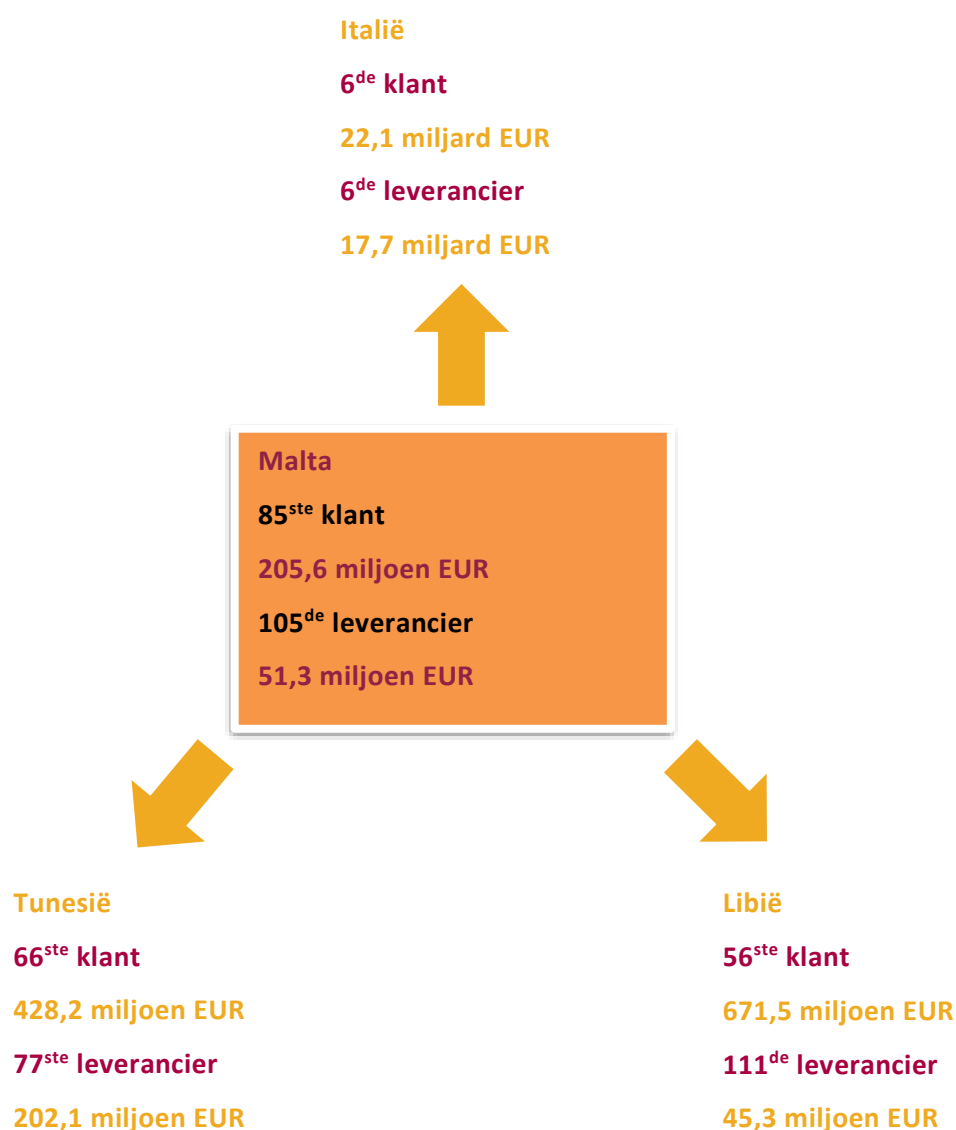 Italië
6de klant
22,1 miljard EUR
6de leverancier
17,7 miljard EUR
Malta
85ste klant
205,6 miljoen EUR
105de leverancier
51,3 miljoen EUR
Tunesië
66ste klant
428,2 miljoen EUR
77ste leverancier
202,1 miljoen EUR
Libië
56ste klant
671,5 miljoen EUR
111de leverancier
45,3 miljoen EUR